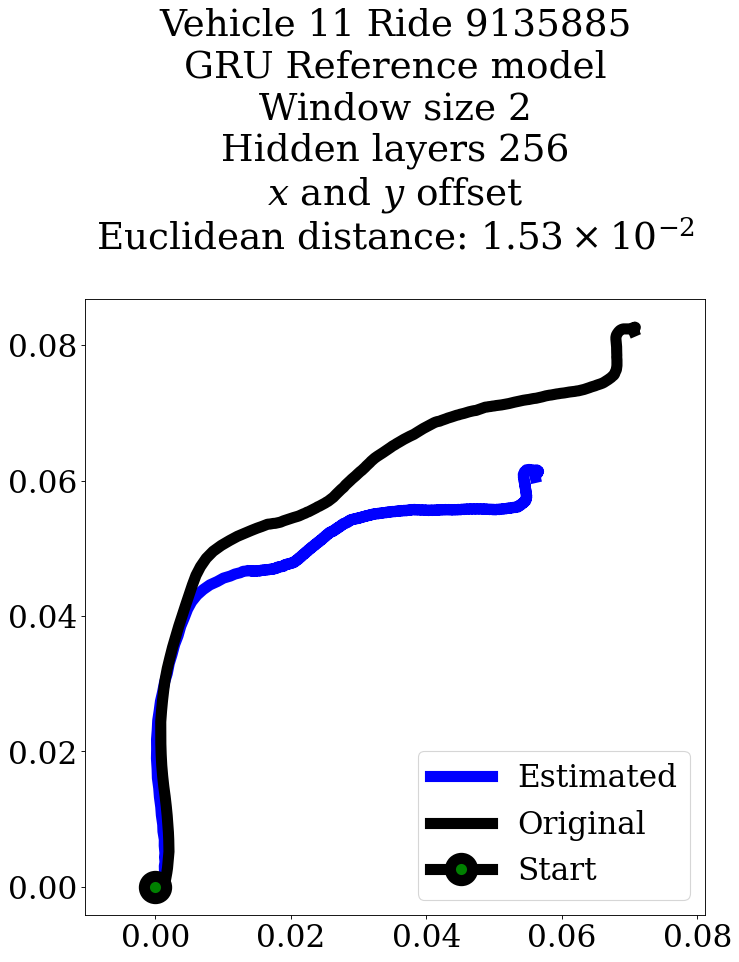 Vehicle 11 Ride 9135885
GRU Reference model
Window size 2
Hidden layers 256
x and y offset
Euclidean distance: 1.53 × 10⁻²
0.08
0.06
0.04
0.02
0.00
Estimated
Original
Start
0.00 0.02 0.04 0.06 0.08